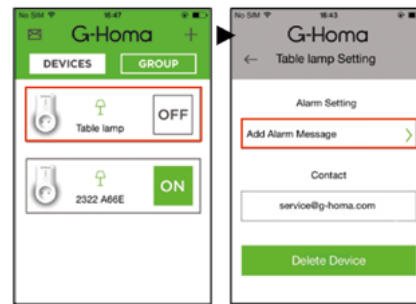 No SIM
16:47
G-Homa
DEVICES
GROUP
Table lamp
OFF
2322 A66E
ON
No SIM
16:43
G-Homa
Table lamp Setting
Alarm Setting
Add Alarm Message
Contact
service@g-homa.com
Delete Device